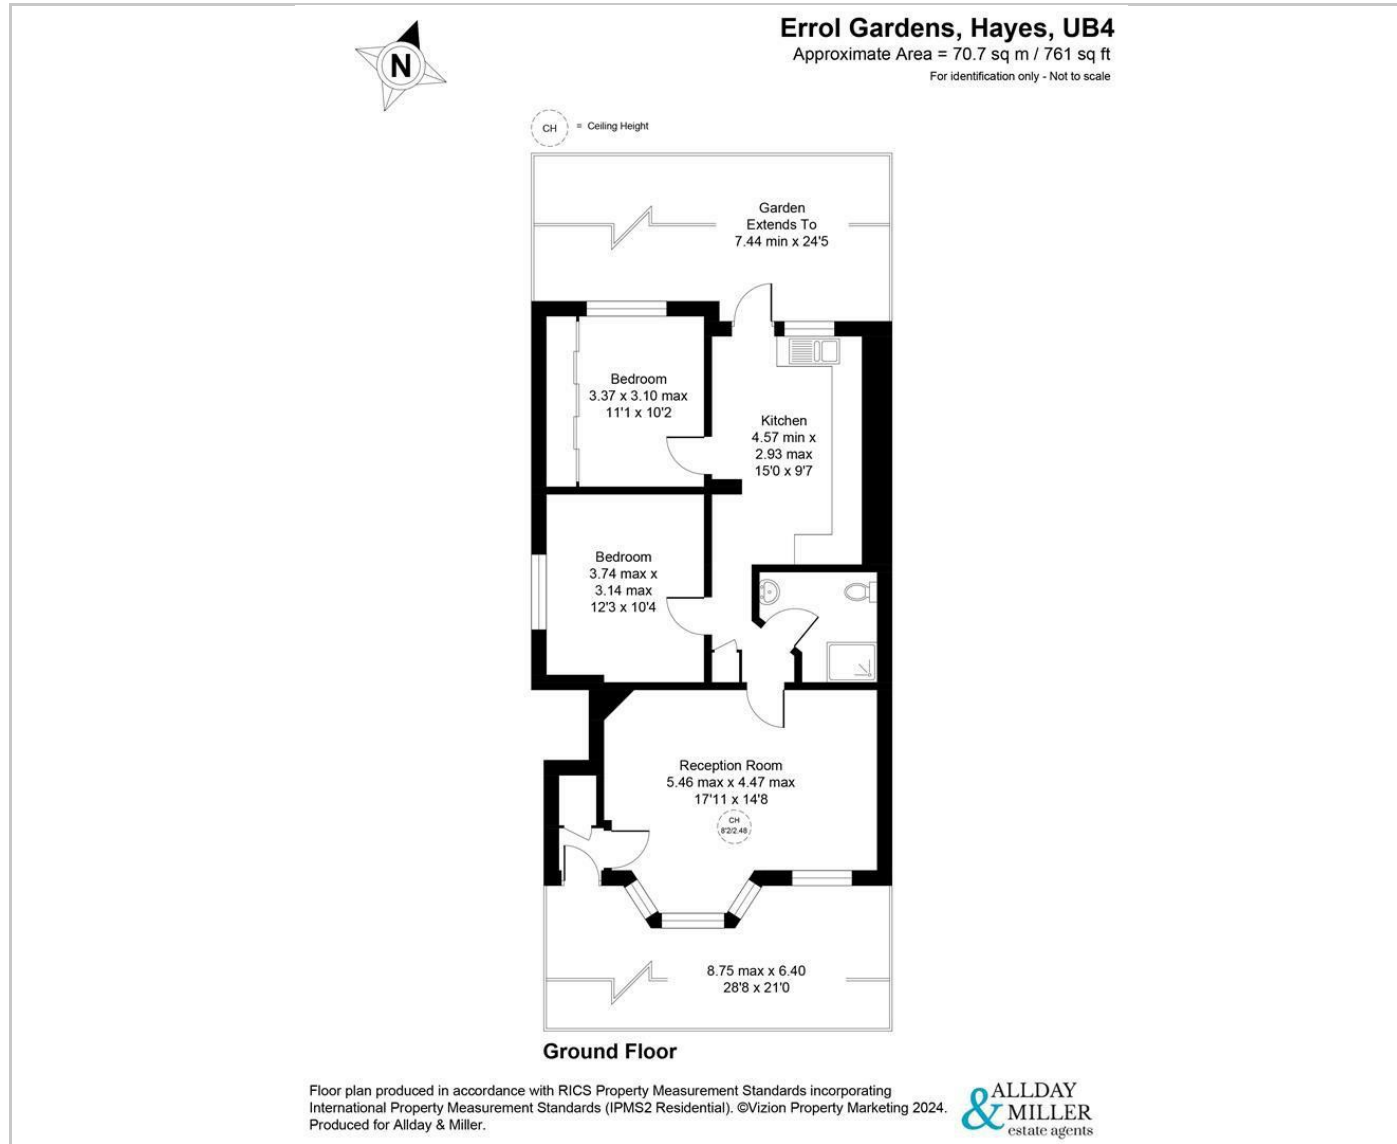 Errol Gardens, Hayes, UB4
Approximate Area = 70.7 sq m / 761 sq ft
For identification only - Not to scale
N
CH = Ceiling Height
Garden
Extends To
7.44 min x 24'5
Bedroom
3.37 x 3.10 max
11'1 x 10'2
Kitchen
4.57 min x
2.93 max
15'0 x 9'7
Bedroom
3.74 max x
3.14 max
12'3 x 10'4
Reception Room
5.46 max x 4.47 max
17'11 x 14'8
CH
8'2/2.48
8.75 max x 6.40
28'8 x 21'0
Ground Floor
Floor plan produced in accordance with RICS Property Measurement Standards incorporating
International Property Measurement Standards (IPMS2 Residential). ©Vizion Property Marketing 2024.
Produced for Allday & Miller.
ALLDAY
& MILLER
estate agents